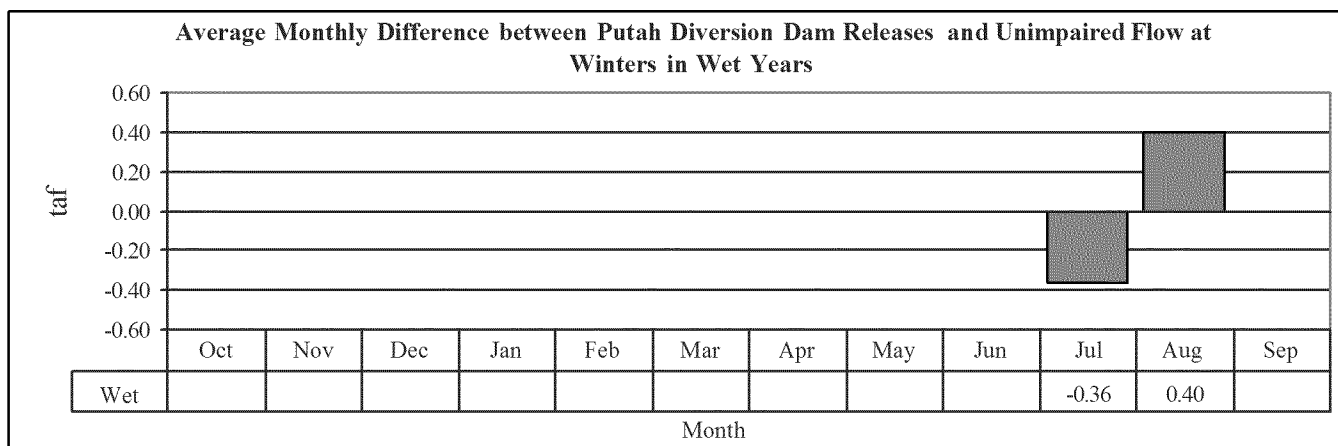 Average Monthly Difference between Putah Diversion Dam Releases and Unimpaired Flow at
Winters in Wet Years
0.60
0.40
0.20
0.00
-0.20
-0.40
-0.60
taf
Oct Nov Dec Jan Feb Mar Apr May Jun Jul Aug Sep
Wet -0.36 0.40
Month